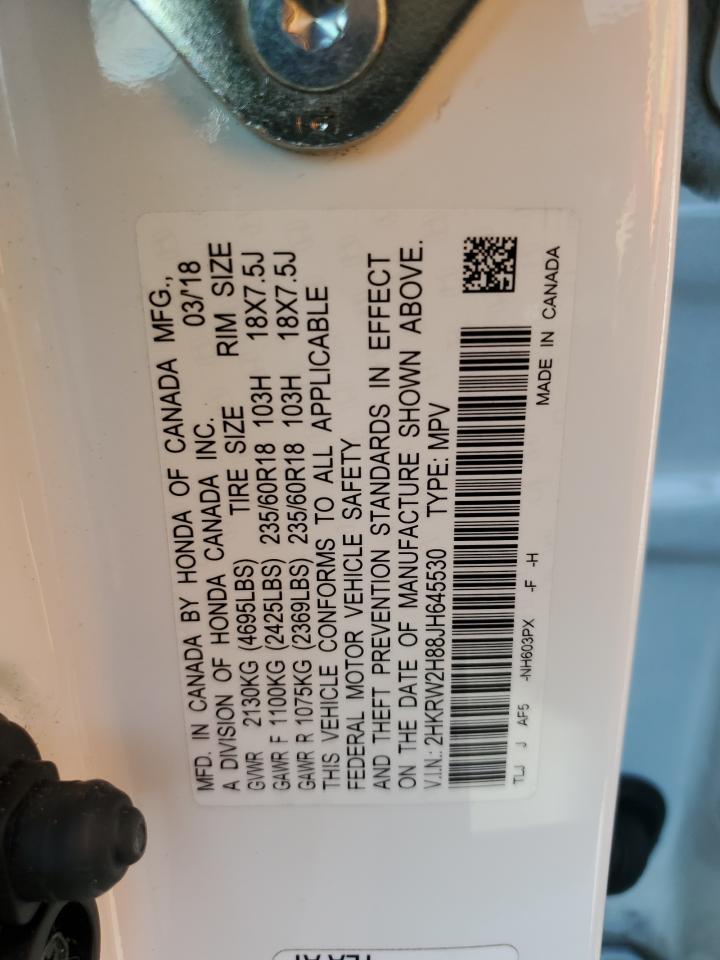 MFD. IN CANADA BY HONDA OF CANADA MFG.,
A DIVISION OF HONDA CANADA INC. 03/'18
GVWR 2130KG (4695LBS) TIRE SIZE RIM SIZE
GAWR F 1100KG (2425LBS) 235/60R18 103H 18X7.5J
GAWR R 1075KG (2369LBS) 235/60R18 103H 18X7.5J
THIS VEHICLE CONFORMS TO ALL APPLICABLE
FEDERAL MOTOR VEHICLE SAFETY
AND THEFT PREVENTION STANDARDS IN EFFECT
ON THE DATE OF MANUFACTURE SHOWN ABOVE.
V.I.N.: 2HKRW2H88JH645530 TYPE: MPV
TLJ J AF5 -NH603PX -F -H MADE IN CANADA